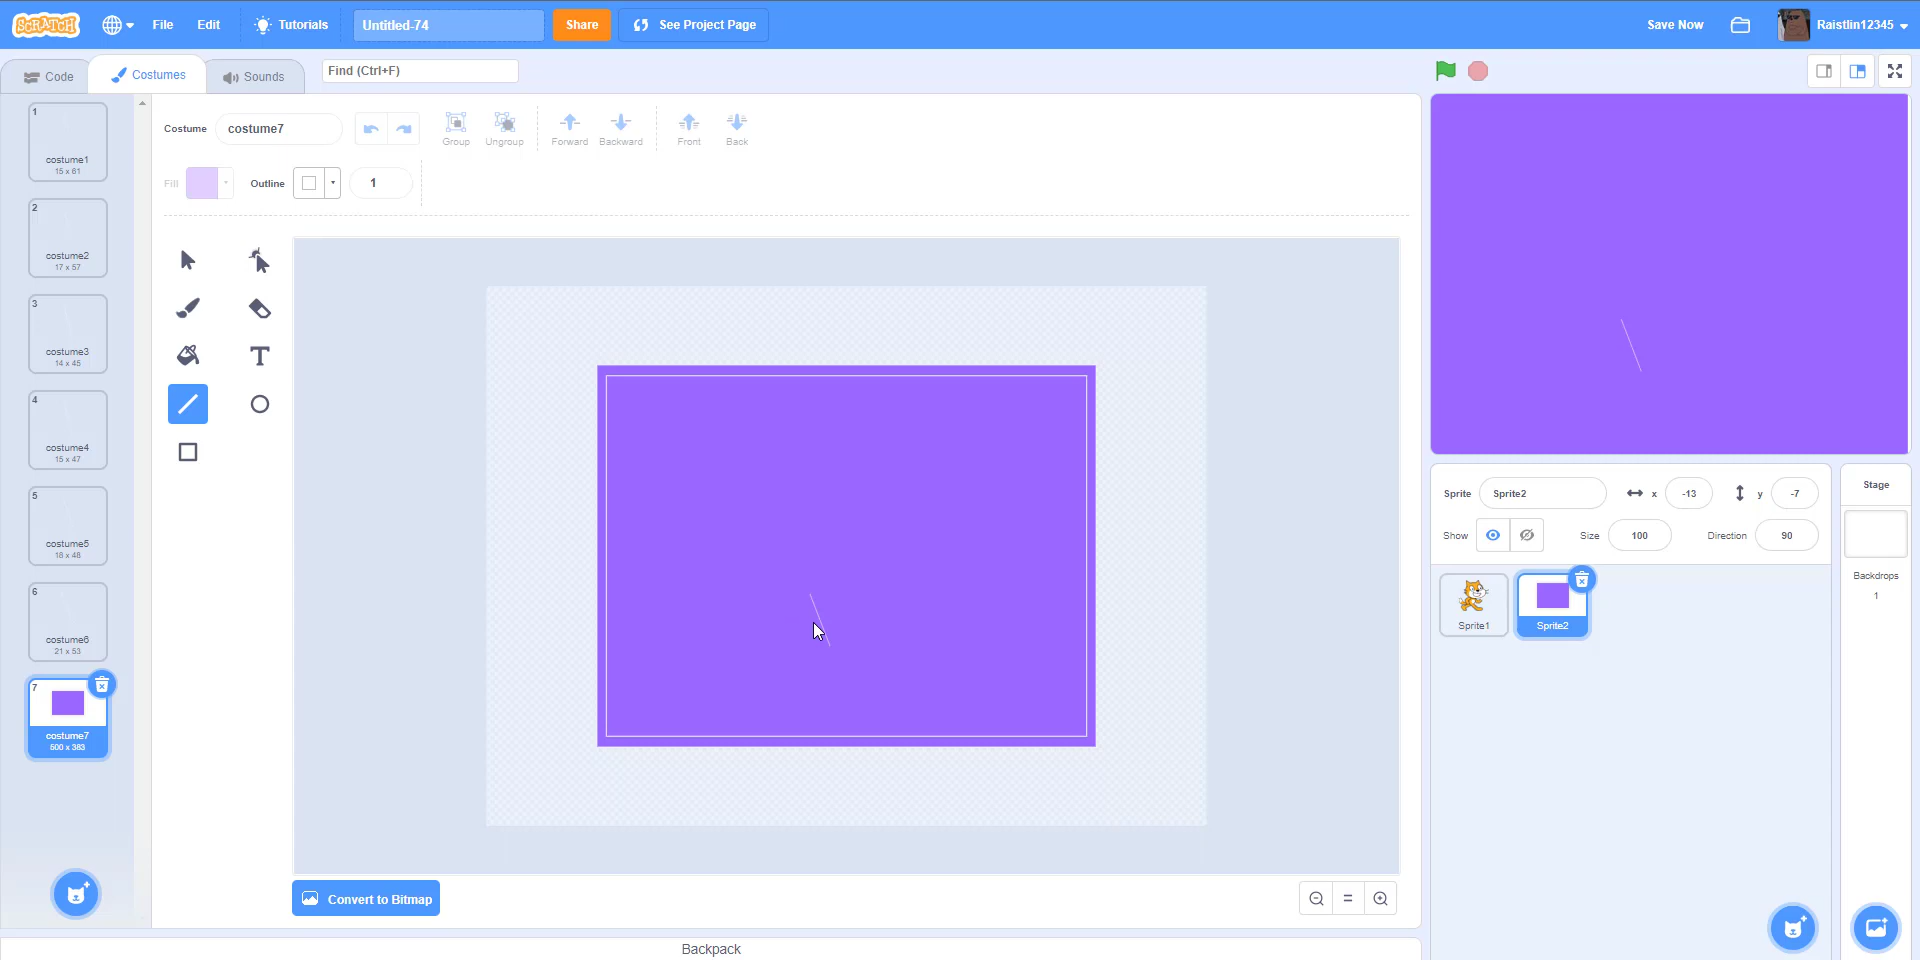 SCRATCH File Edit Tutorials Untitled-74 Share See Project Page Save Now Raistlin12345
Code Costumes Sounds Find (Ctrl+F)
Costume costume7 Group Ungroup Forward Backward Front Back
Fill Outline 1
1
costume1
15 x 61
2
costume2
17 x 57
3
costume3
14 x 45
4
costume4
15 x 47
5
costume5
18 x 48
6
costume6
21 x 53
7
costume7
500 x 383
T
Convert to Bitmap
Backpack
Sprite Sprite2 x -13 y -7
Show Size 100 Direction 90
Sprite1 Sprite2
Stage
Backdrops
1